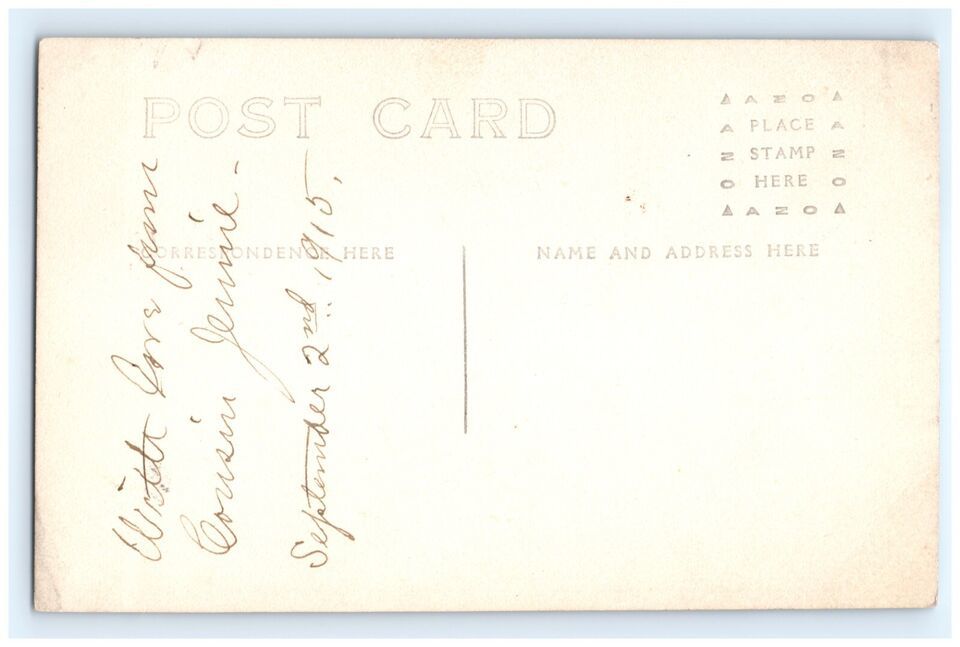 POST CARD
AZOA
PLACE
STAMP
HERE
AZO
CORRESPONDENCE HERE
NAME AND ADDRESS HERE
With Love from
Cousin Jennie -
September 2nd. 1915.